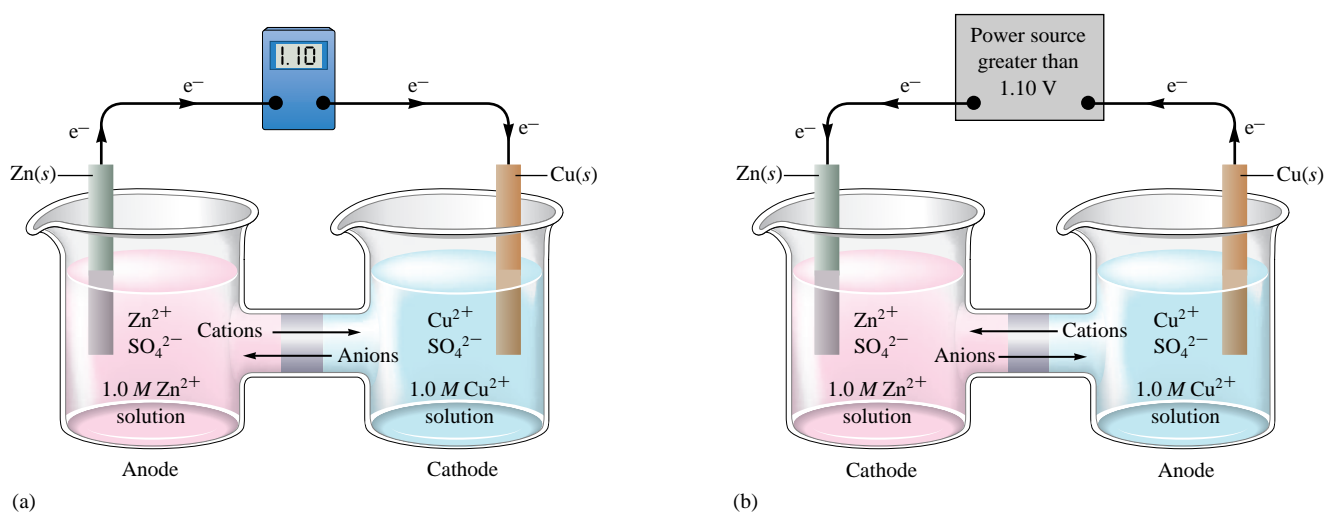 1.10
e−
e−
e−
e−
Zn(s)
Cu(s)
Zn2+
SO42−
Cations
Anions
Cu2+
SO42−
1.0 M Zn2+
solution
1.0 M Cu2+
solution
Anode
Cathode
(a)
Power source
greater than
1.10 V
e−
e−
e−
e−
Zn(s)
Cu(s)
Zn2+
SO42−
Cations
Anions
Cu2+
SO42−
1.0 M Zn2+
solution
1.0 M Cu2+
solution
Cathode
Anode
(b)